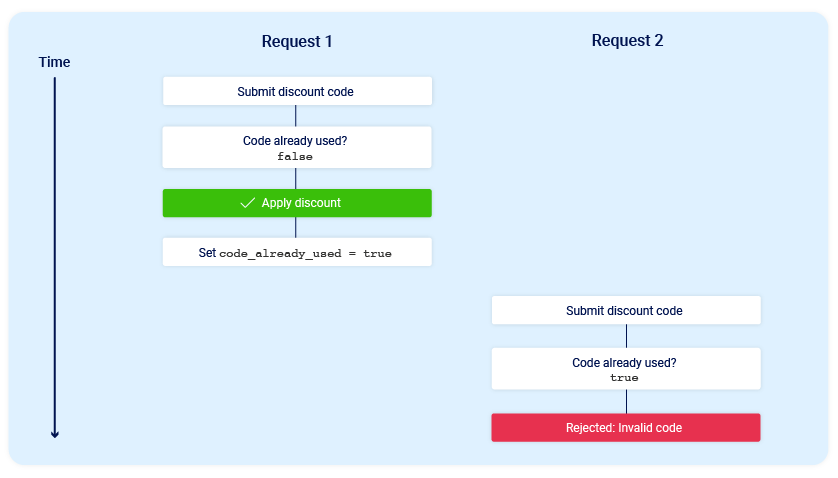 Request 1
Request 2
Time
Submit discount code
Code already used?
false
Apply discount
Set code_already_used = true
Submit discount code
Code already used?
true
Rejected: Invalid code